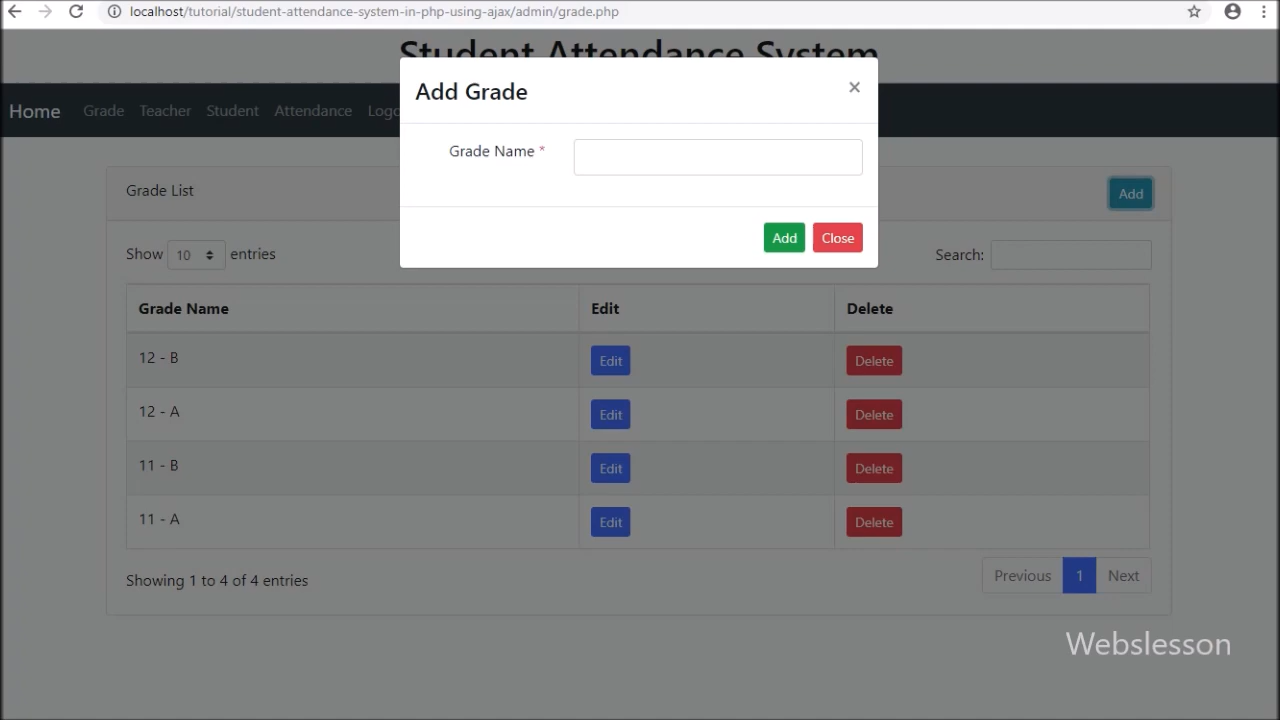 localhost/tutorial/student-attendance-system-in-php-using-ajax/admin/grade.php
Student Attendance System
Home Grade Teacher Student Attendance Logo
Add Grade ×
Grade Name *
Add Close
Grade List Add
Show 10 entries Search:
Grade Name Edit Delete
12 - B Edit Delete
12 - A Edit Delete
11 - B Edit Delete
11 - A Edit Delete
Showing 1 to 4 of 4 entries Previous 1 Next
Webslesson